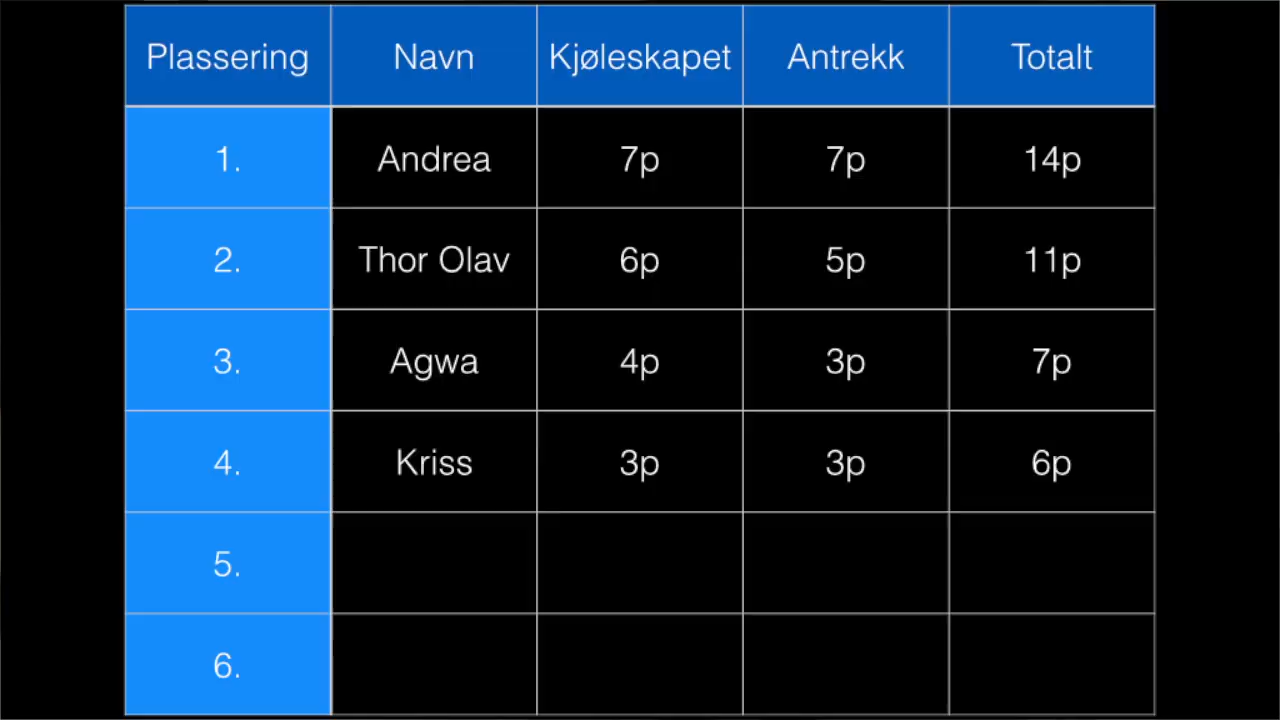 Plassering Navn Kjøleskapet Antrekk Totalt
1. Andrea 7p 7p 14p
2. Thor Olav 6p 5p 11p
3. Agwa 4p 3p 7p
4. Kriss 3p 3p 6p
5.
6.